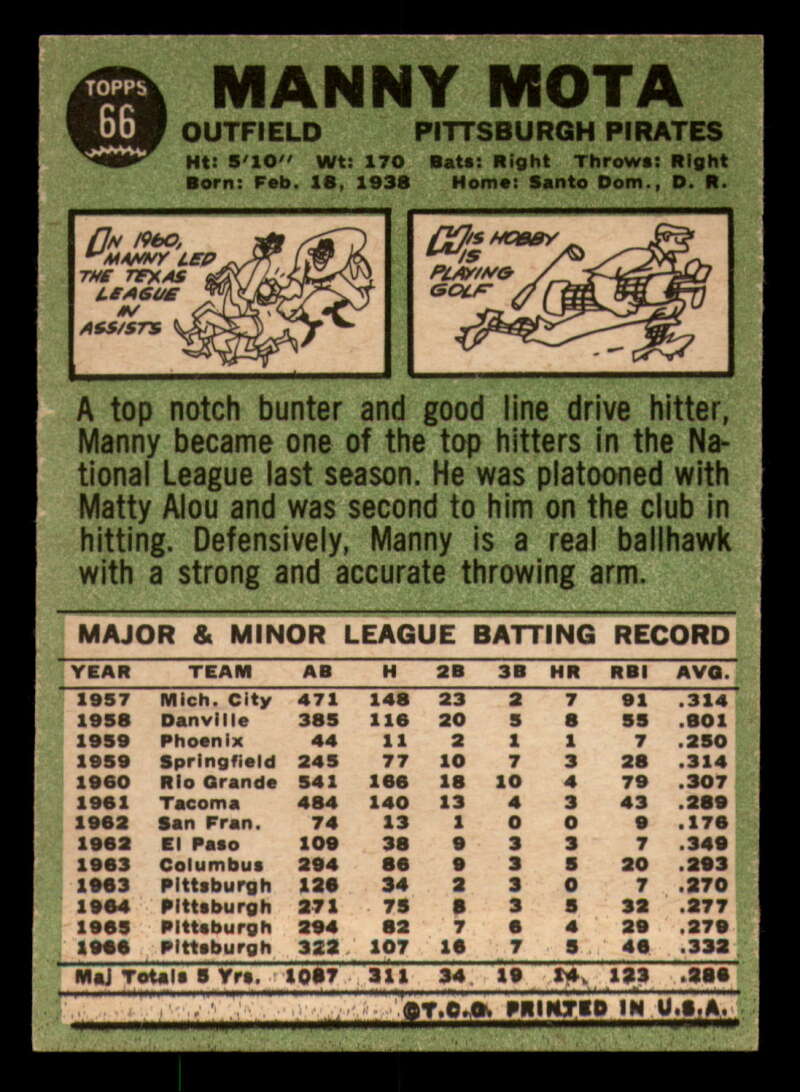 TOPPS
66
MANNY MOTA
OUTFIELD PITTSBURGH PIRATES
Ht: 5'10" Wt: 170 Bats: Right Throws: Right
Born: Feb. 18, 1938 Home: Santo Dom., D. R.
ON 1960,
MANNY LED
THE TEXAS
LEAGUE
IN
ASSISTS
HIS HOBBY
IS
PLAYING
GOLF
A top notch bunter and good line drive hitter,
Manny became one of the top hitters in the Na-
tional League last season. He was platooned with
Matty Alou and was second to him on the club in
hitting. Defensively, Manny is a real ballhawk
with a strong and accurate throwing arm.
MAJOR & MINOR LEAGUE BATTING RECORD
YEAR TEAM AB H 2B 3B HR RBI AVG.
1957 Mich. City 471 148 23 2 7 91 .314
1958 Danville 385 116 20 5 8 55 .801
1959 Phoenix 44 11 2 1 1 7 .250
1959 Springfield 245 77 10 7 3 28 .314
1960 Rio Grande 541 166 18 10 4 79 .307
1961 Tacoma 484 140 13 4 3 43 .289
1962 San Fran. 74 13 1 0 0 9 .176
1962 El Paso 109 38 9 3 3 7 .349
1963 Columbus 294 86 9 3 5 20 .293
1963 Pittsburgh 126 34 2 3 0 7 .270
1964 Pittsburgh 271 75 8 3 5 32 .277
1965 Pittsburgh 294 82 7 6 4 29 .279
1966 Pittsburgh 322 107 16 7 5 46 .332
Maj Totals 5 Yrs. 1087 311 34 19 14 123 .286
©T.C.G. PRINTED IN U.S.A.